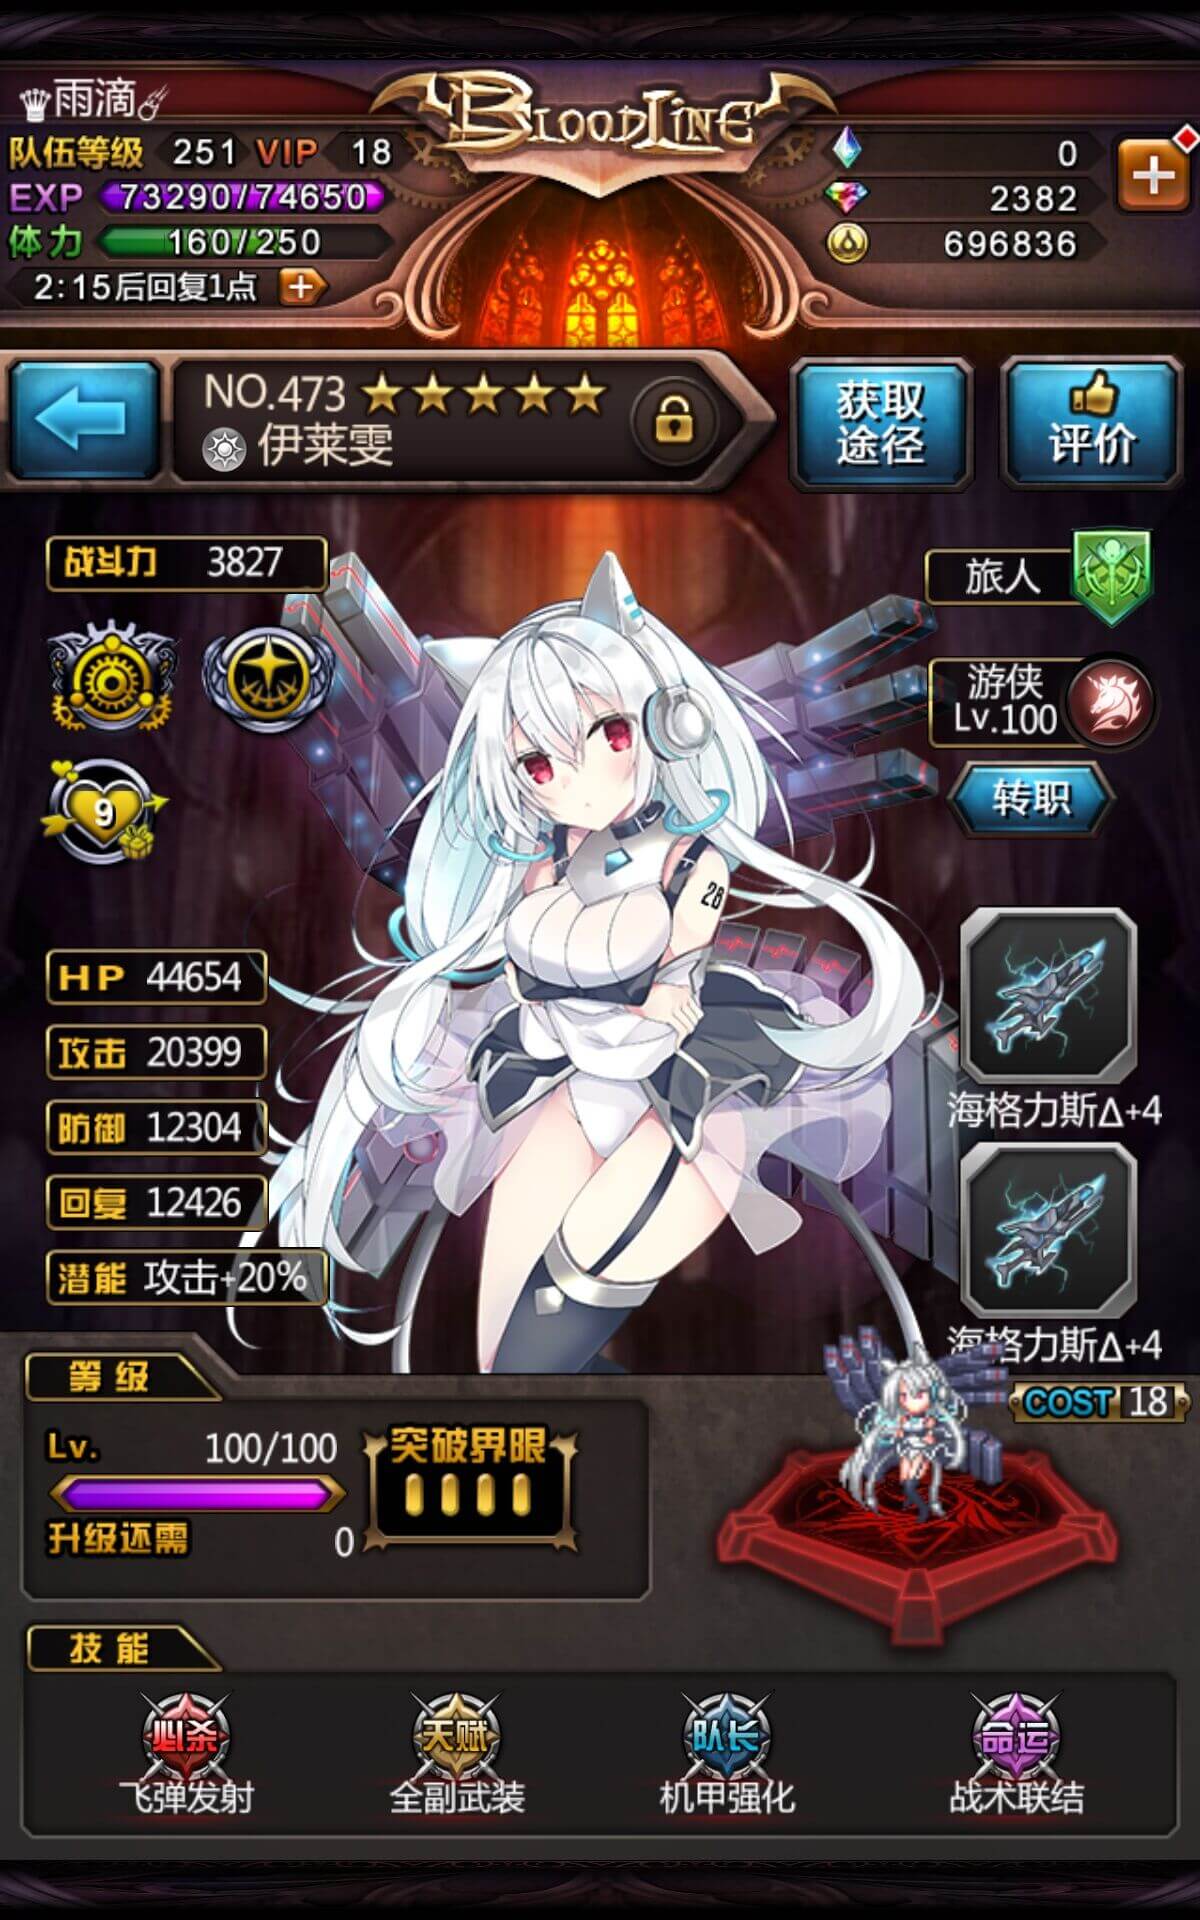 雨滴
BLOODLINE
队伍等级 251 VIP 18
EXP 73290/74650
体力 160/250
2:15后回复1点
0
2382
696836
NO.473
伊莱雯
获取
途径
评价
战斗力 3827
旅人
游侠
Lv.100
转职
9
28
HP 44654
攻击 20399
防御 12304
回复 12426
潜能 攻击+20%
海格力斯Δ+4
海格力斯Δ+4
COST 18
等级
Lv. 100/100
突破界限
升级还需 0
技能
必杀
飞弹发射
天赋
全副武装
队长
机甲强化
命运
战术联结